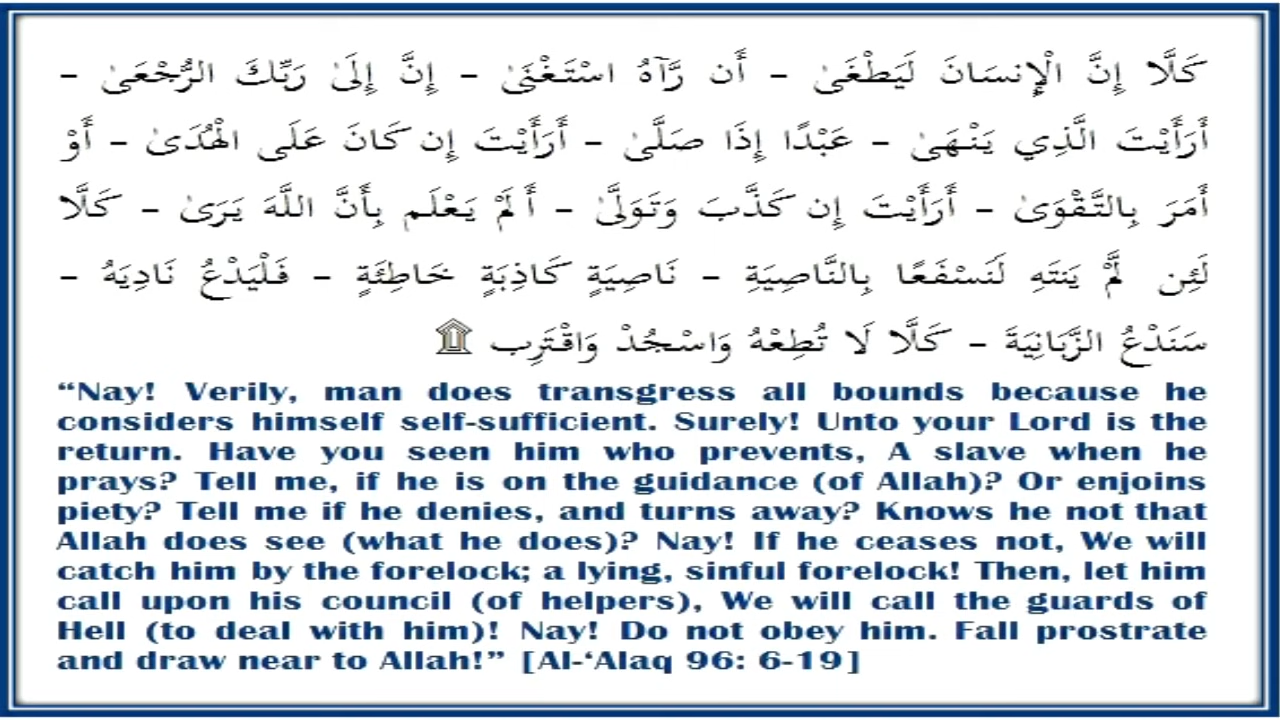 كَلَّا إِنَّ الْإِنسَانَ لَيَطْغَىٰ – أَن رَّآهُ اسْتَغْنَىٰ – إِنَّ إِلَىٰ رَبِّكَ الرُّجْعَىٰ –
أَرَأَيْتَ الَّذِي يَنْهَىٰ – عَبْدًا إِذَا صَلَّىٰ – أَرَأَيْتَ إِن كَانَ عَلَى الْهُدَىٰ – أَوْ
أَمَرَ بِالتَّقْوَىٰ – أَرَأَيْتَ إِن كَذَّبَ وَتَوَلَّىٰ – أَلَمْ يَعْلَم بِأَنَّ اللَّهَ يَرَىٰ – كَلَّا
لَئِن لَّمْ يَنتَهِ لَنَسْفَعًا بِالنَّاصِيَةِ – نَاصِيَةٍ كَاذِبَةٍ خَاطِئَةٍ – فَلْيَدْعُ نَادِيَهُ –
سَنَدْعُ الزَّبَانِيَةَ – كَلَّا لَا تُطِعْهُ وَاسْجُدْ وَاقْتَرِب ۩
“Nay! Verily, man does transgress all bounds because he
considers himself self-sufficient. Surely! Unto your Lord is the
return. Have you seen him who prevents, A slave when he
prays? Tell me, if he is on the guidance (of Allah)? Or enjoins
piety? Tell me if he denies, and turns away? Knows he not that
Allah does see (what he does)? Nay! If he ceases not, We will
catch him by the forelock; a lying, sinful forelock! Then, let him
call upon his council (of helpers), We will call the guards of
Hell (to deal with him)! Nay! Do not obey him. Fall prostrate
and draw near to Allah!” [Al-‘Alaq 96: 6-19]